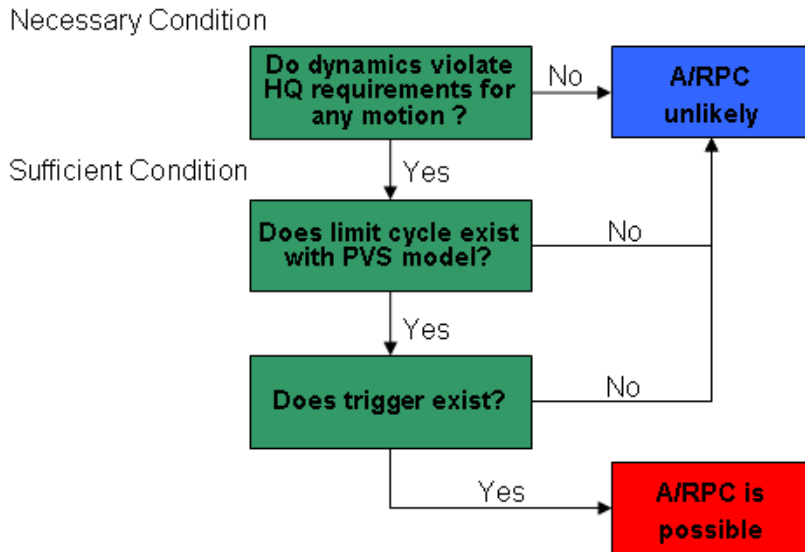 Necessary Condition
Do dynamics violate
HQ requirements for
any motion ?
No
A/RPC
unlikely
Sufficient Condition
Yes
Does limit cycle exist
with PVS model?
No
Yes
Does trigger exist?
No
Yes
A/RPC is
possible